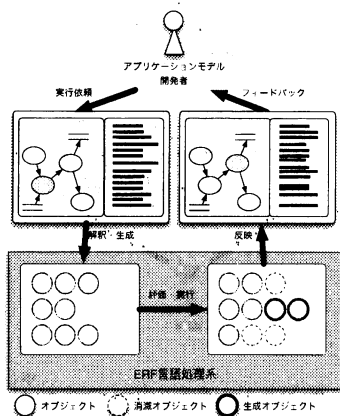 アプリケーションモデル
開発者
実行依頼
フィードバック
解釈・生成
反映
評価・実行
ERF言語処理系
オブジェクト
消滅オブジェクト
生成オブジェクト